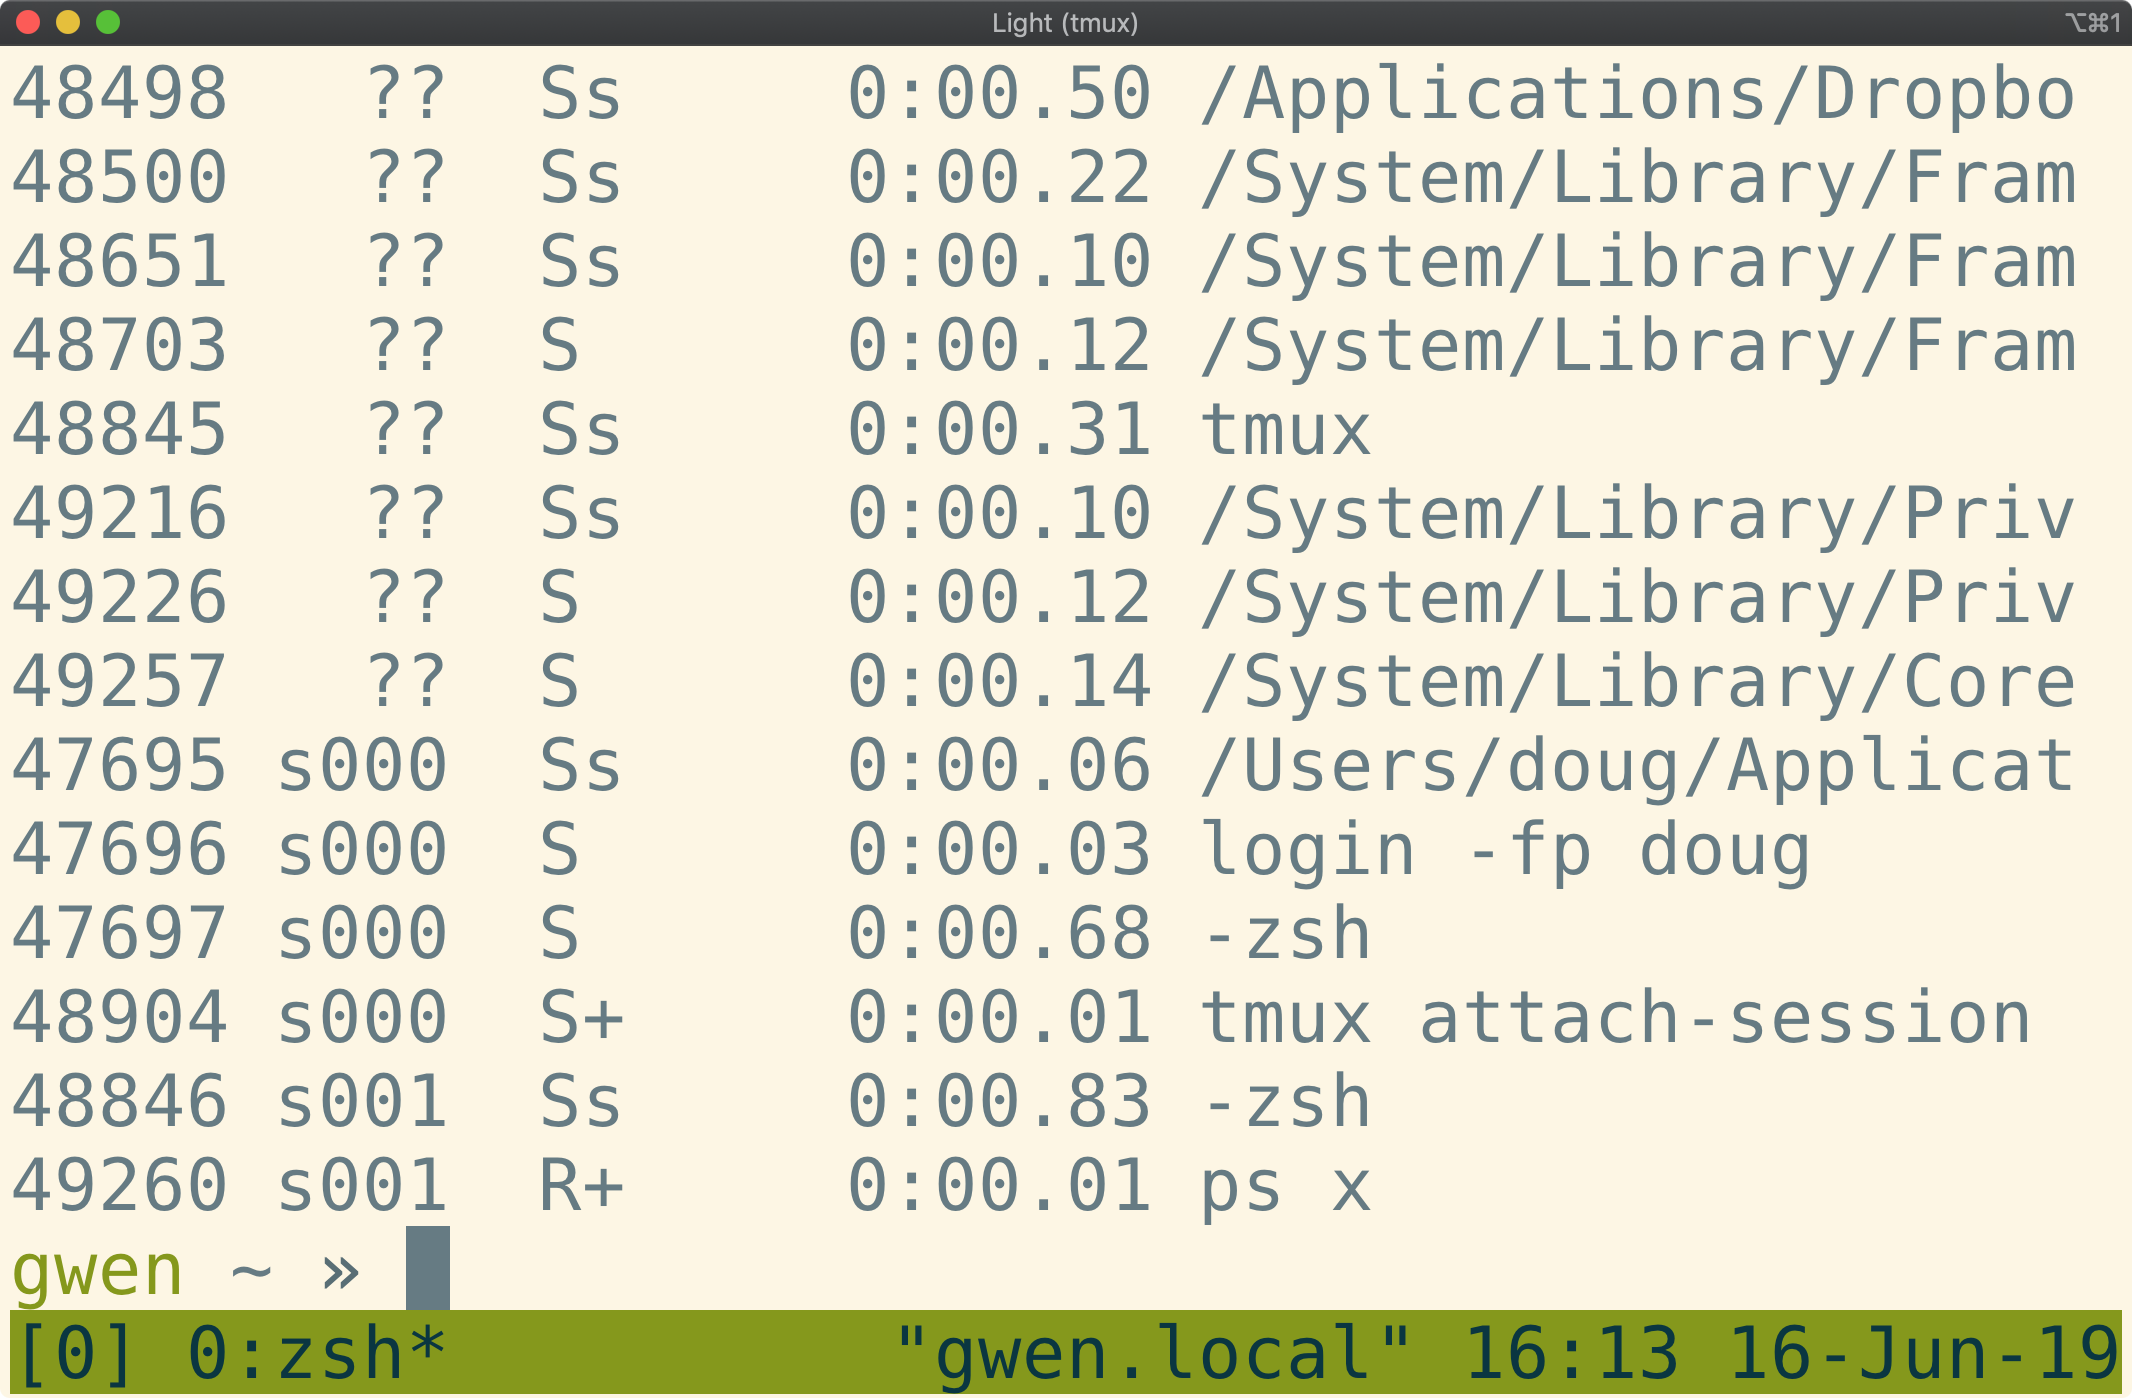 Light (tmux) ⌥⌘1
48498 ?? Ss 0:00.50 /Applications/Dropbo
48500 ?? Ss 0:00.22 /System/Library/Fram
48651 ?? Ss 0:00.10 /System/Library/Fram
48703 ?? S 0:00.12 /System/Library/Fram
48845 ?? Ss 0:00.31 tmux
49216 ?? Ss 0:00.10 /System/Library/Priv
49226 ?? S 0:00.12 /System/Library/Priv
49257 ?? S 0:00.14 /System/Library/Core
47695 s000 Ss 0:00.06 /Users/doug/Applicat
47696 s000 S 0:00.03 login -fp doug
47697 s000 S 0:00.68 -zsh
48904 s000 S+ 0:00.01 tmux attach-session
48846 s001 Ss 0:00.83 -zsh
49260 s001 R+ 0:00.01 ps x
gwen ~ »
[0] 0:zsh* "gwen.local" 16:13 16-Jun-19